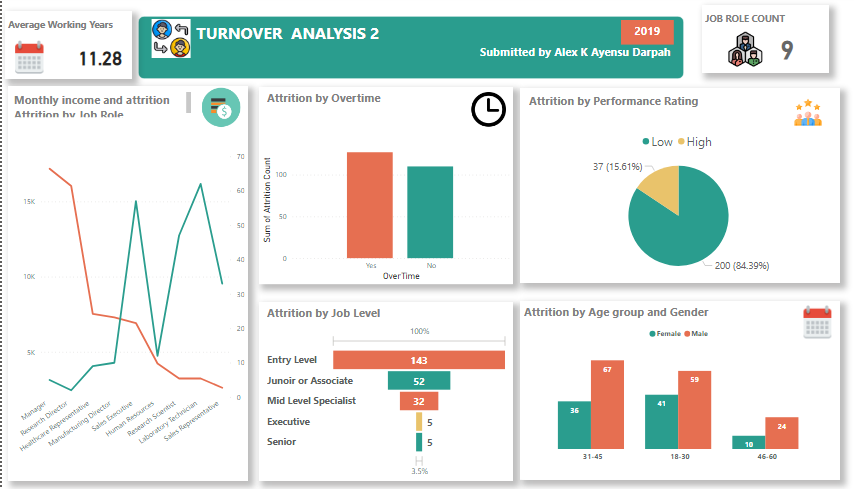 Average Working Years
11.28
TURNOVER ANALYSIS 2
2019
Submitted by Alex K Ayensu Darpah
JOB ROLE COUNT
9
Monthly income and attrition
Attrition by Job Role
15K
10K
5K
70
60
50
40
30
20
10
0
Manager
Research Director
Healthcare Representative
Manufacturing Director
Sales Executive
Human Resources
Research Scientist
Laboratory Technician
Sales Representative
Attrition by Overtime
Sum of Attrition Count
100
50
0
Yes
No
OverTime
Attrition by Performance Rating
Low
High
37 (15.61%)
200 (84.39%)
Attrition by Job Level
100%
Entry Level
143
Junoir or Associate
52
Mid Level Specialist
32
Executive
5
Senior
5
3.5%
Attrition by Age group and Gender
Female
Male
36
67
41
59
10
24
31-45
18-30
46-60